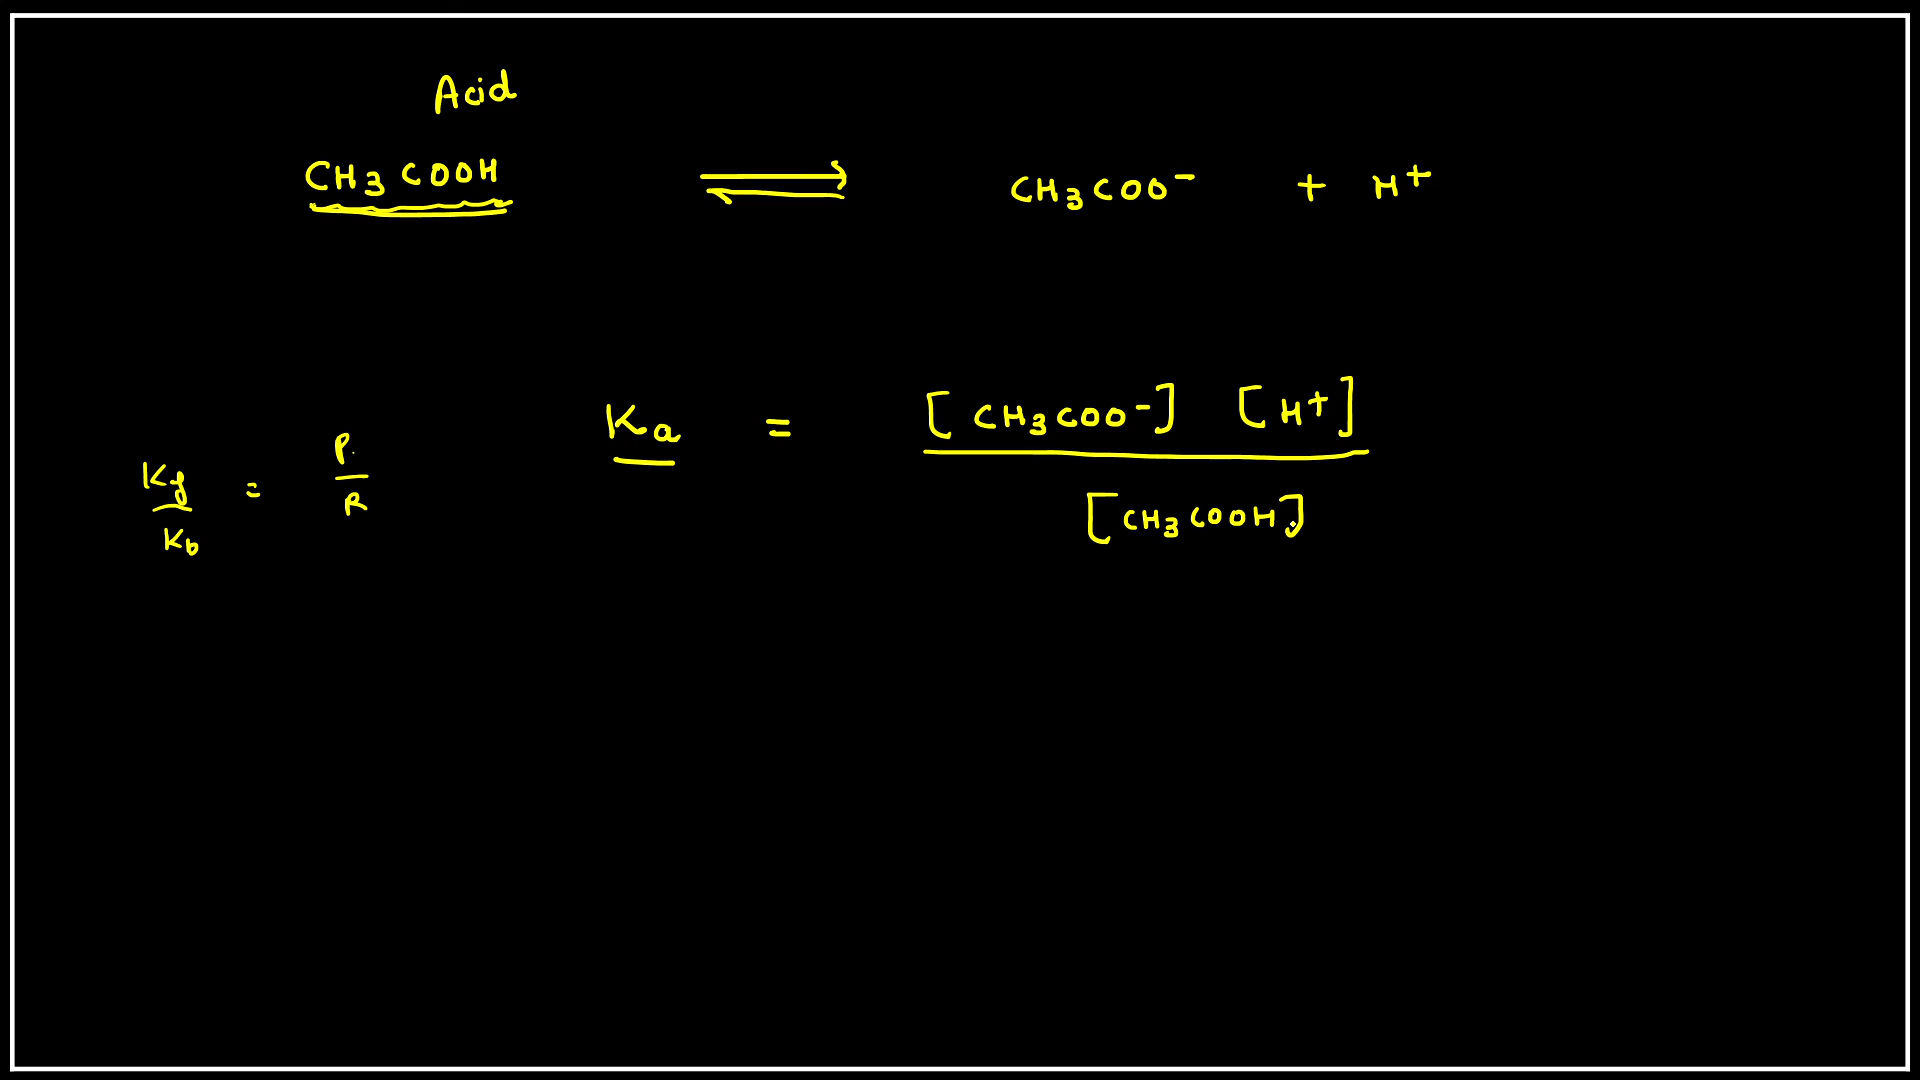 Acid
CH3COOH ⇌ CH3COO- + H+
Kf/Kb = P/R
Ka = [CH3COO-] [H+] / [CH3COOH]